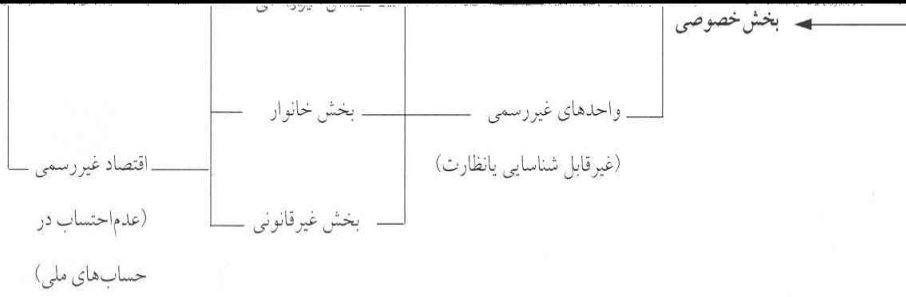 بخش خصوصی
واحدهای غیررسمی
(غیرقابل شناسایی یانظارت)
بخش خانوار
بخش غیرقانونی
اقتصاد غیررسمی
(عدم‌احتساب در
حساب‌های ملی)